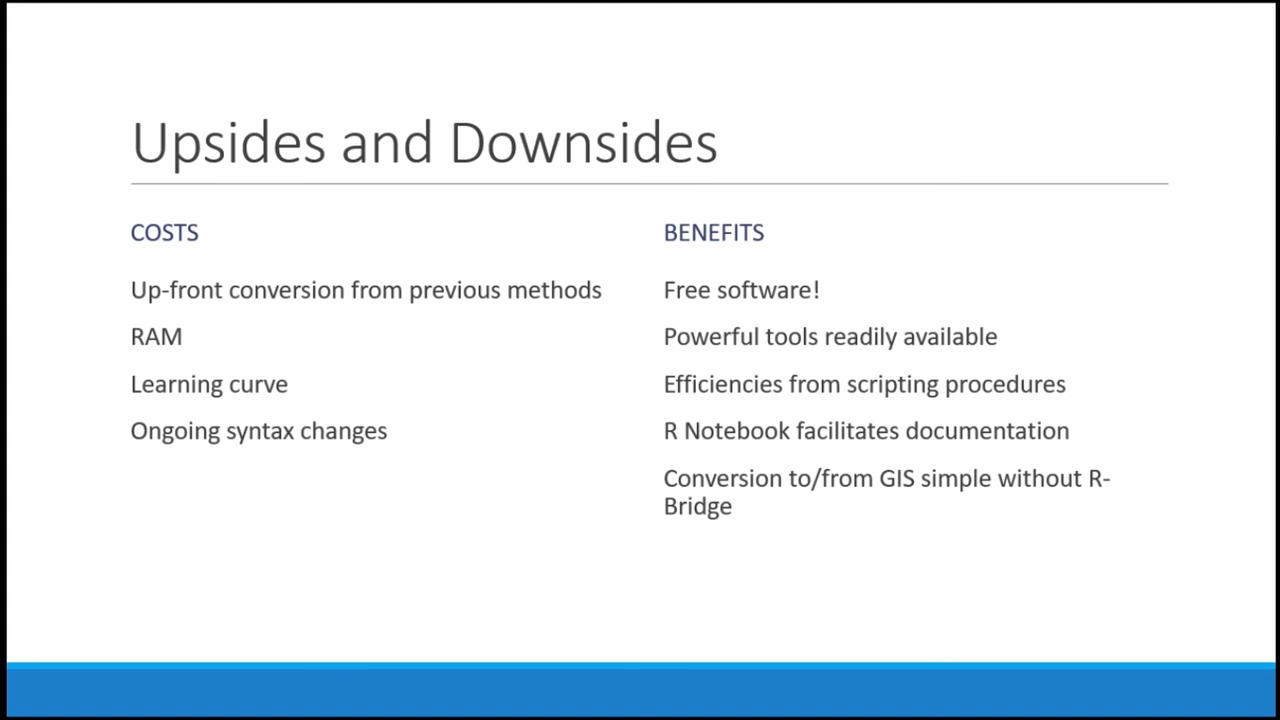 Upsides and Downsides
COSTS
Up-front conversion from previous methods
RAM
Learning curve
Ongoing syntax changes
BENEFITS
Free software!
Powerful tools readily available
Efficiencies from scripting procedures
R Notebook facilitates documentation
Conversion to/from GIS simple without R-
Bridge